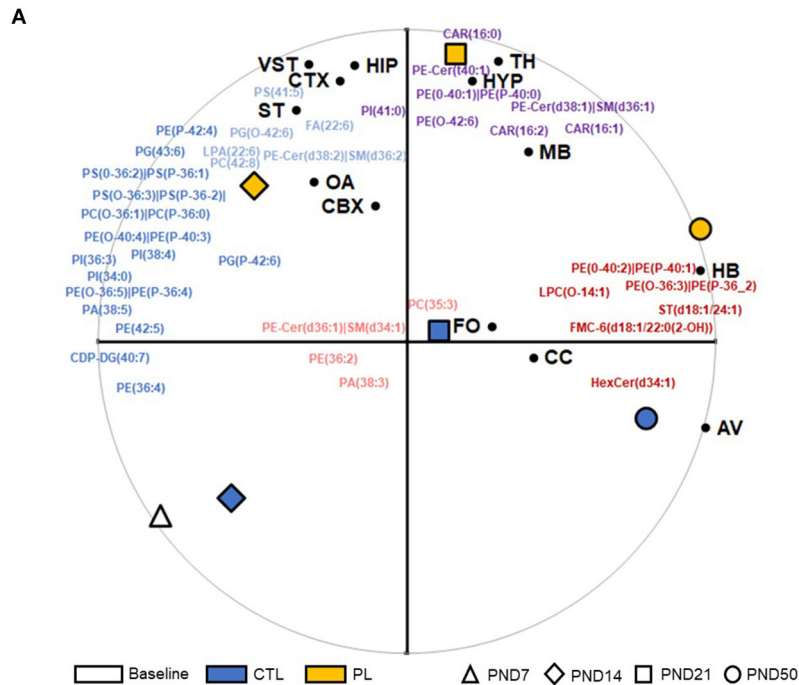 A
CAR(16:0)
VST
HIP
TH
CTX
PE-Cer(t40:1)
HYP
PS(41:5)
PE(0-40:1)|PE(P-40:0)
ST
PI(41:0)
PE-Cer(d38:1)|SM(d36:1)
FA(22:6)
PE(O-42:6)
PE(P-42:4)
PG(O-42:6)
CAR(16:2)
CAR(16:1)
PG(43:6)
LPA(22:6)
PE-Cer(d38:2)|SM(d36:2)
MB
PC(42:8)
PS(0-36:2)|PS(P-36:1)
OA
PS(O-36:3)|PS(P-36-2)|
CBX
PC(O-36:1)|PC(P-36:0)
PE(O-40:4)|PE(P-40:3)
PI(38:4)
PI(36:3)
PG(P-42:6)
PE(0-40:2)|PE(P-40:1)
HB
PI(34:0)
PE(O-36:3)|PE(P-36_2)
PE(O-36:5)|PE(P-36:4)
LPC(O-14:1)
PC(35:3)
PA(38:5)
ST(d18:1/24:1)
PE(42:5)
PE-Cer(d36:1)|SM(d34:1)
FO
FMC-6(d18:1/22:0(2-OH))
CDP-DG(40:7)
PE(36:2)
CC
PE(36:4)
PA(38:3)
HexCer(d34:1)
AV
Baseline
CTL
PL
PND7
PND14
PND21
PND50